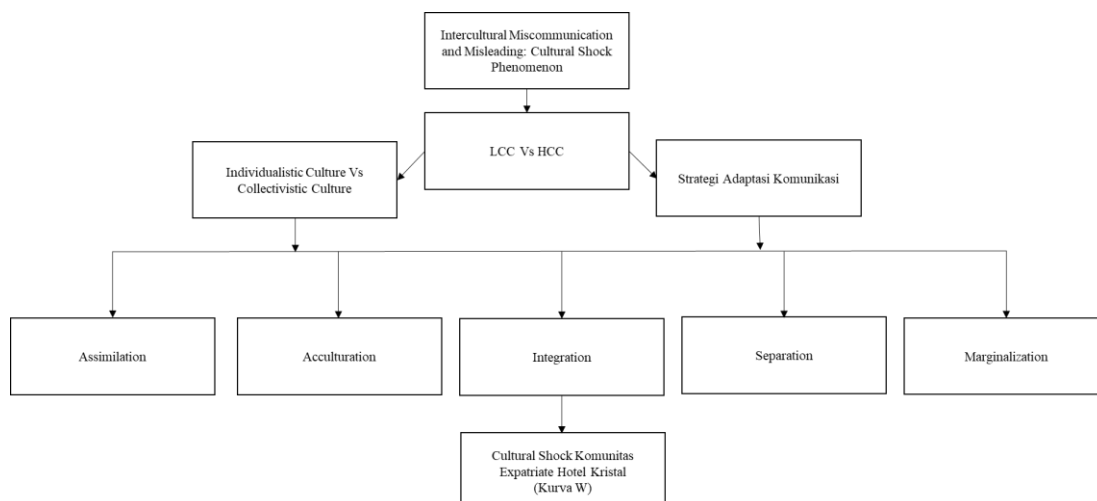 Intercultural Miscommunication
and Misleading: Cultural Shock
Phenomenon
LCC Vs HCC
Individualistic Culture Vs
Collectivistic Culture
Strategi Adaptasi Komunikasi
Assimilation
Acculturation
Integration
Separation
Marginalization
Cultural Shock Komunitas
Expatriate Hotel Kristal
(Kurva W)